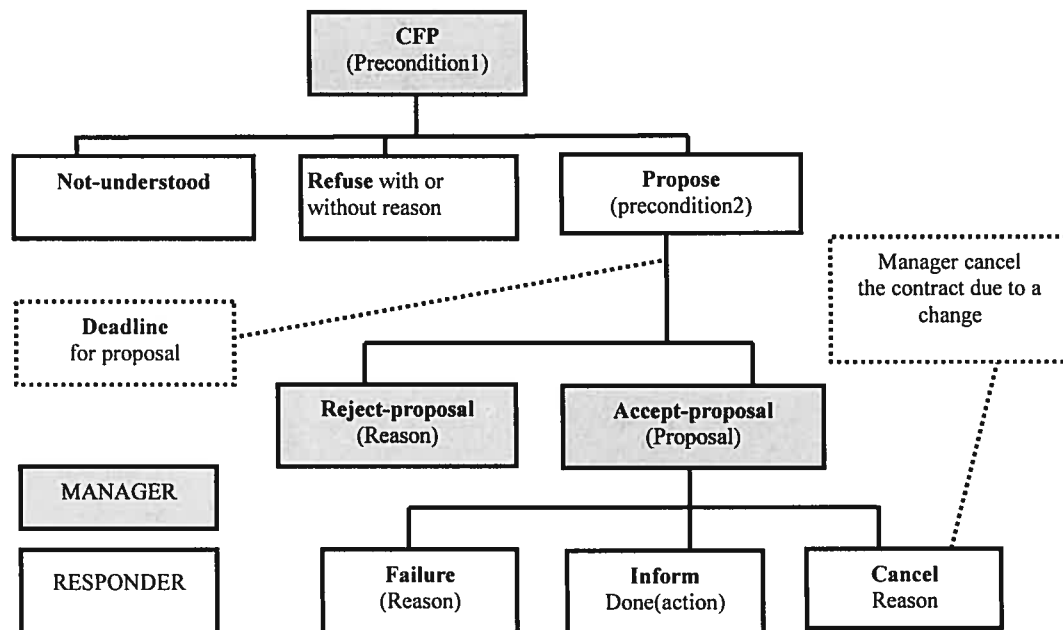 CFP
(Precondition1)
Not-understood
Refuse with or
without reason
Propose
(precondition2)
Manager cancel
the contract due to a
change
Deadline
for proposal
Reject-proposal
(Reason)
Accept-proposal
(Proposal)
MANAGER
RESPONDER
Failure
(Reason)
Inform
Done(action)
Cancel
Reason